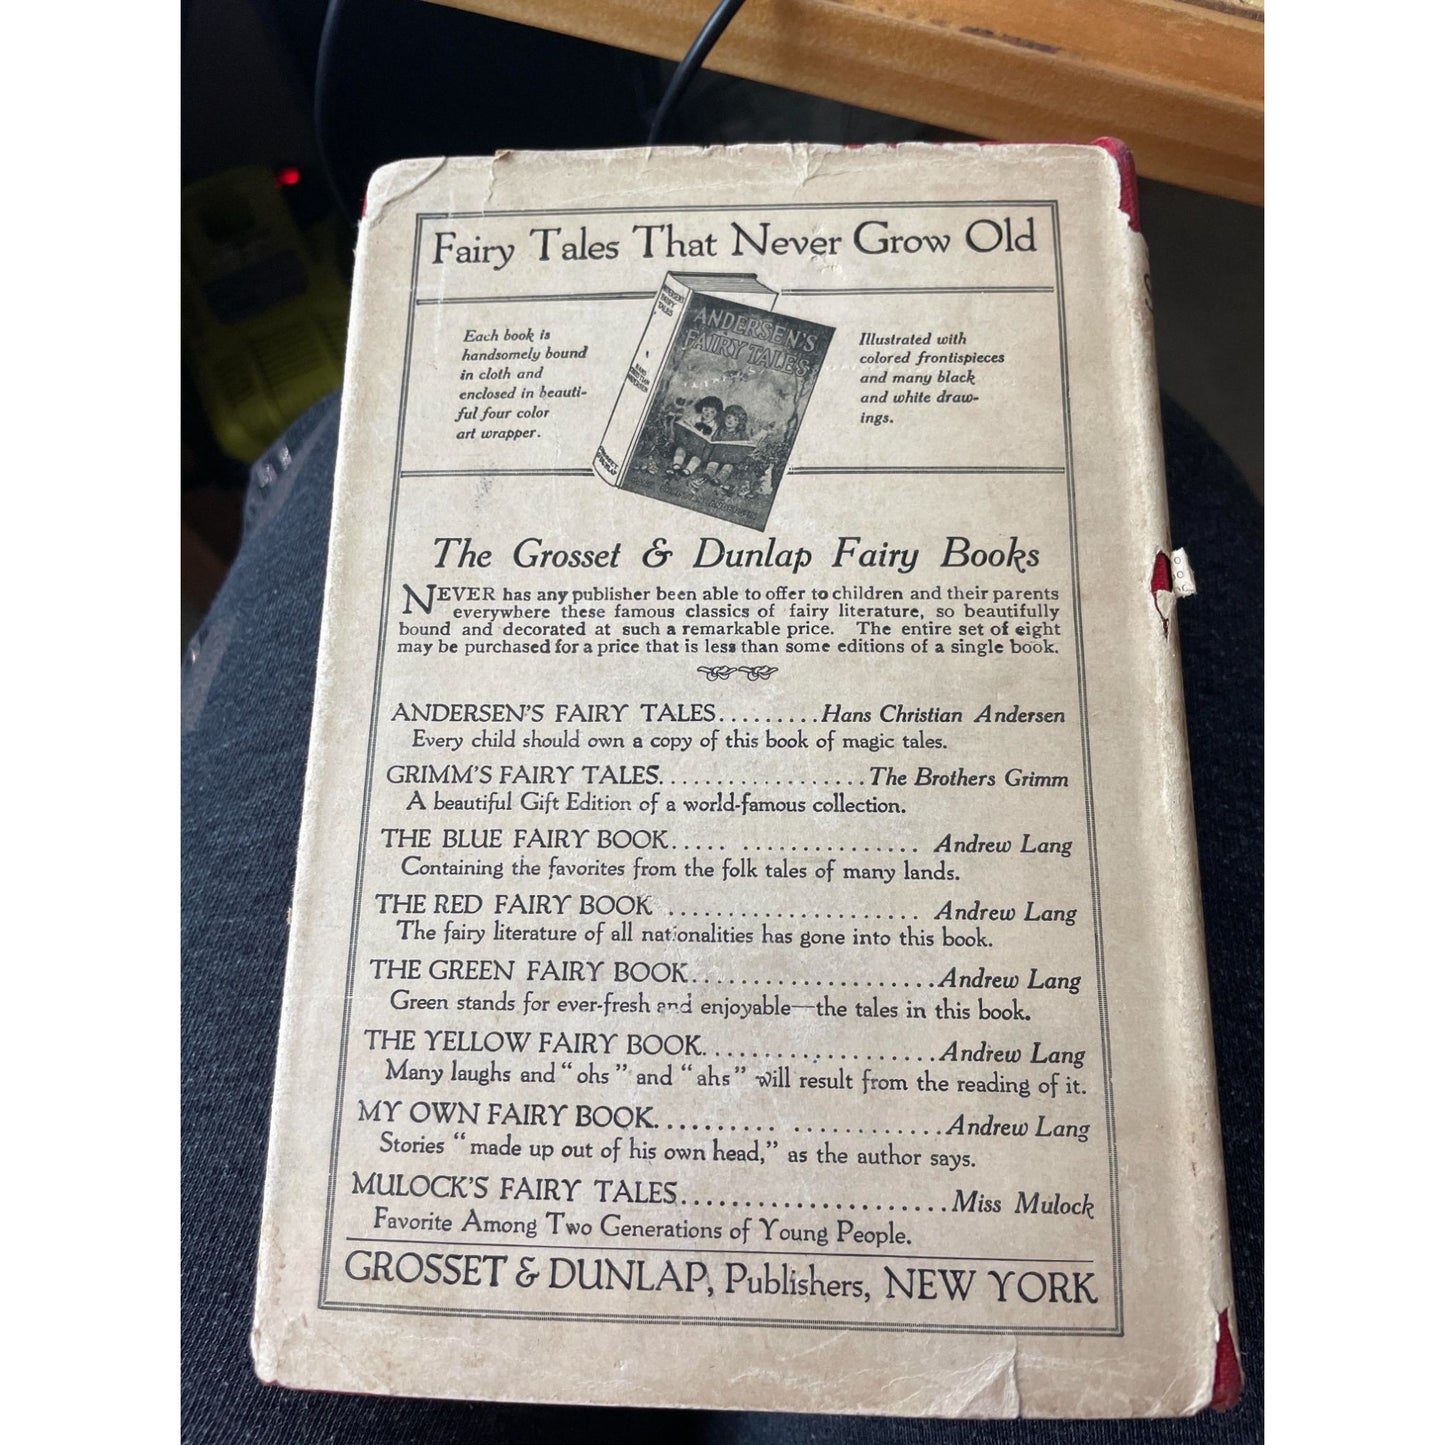 Fairy Tales That Never Grow Old
Each book is
handsomely bound
in cloth and
enclosed in beauti-
ful four color
art wrapper.
ANDERSEN'S
FAIRY TALES
HANS
CHRISTIAN
ANDERSEN
GROSSET
& DUNLAP
ANDERSEN'S
FAIRY TALES
Illustrated with
colored frontispieces
and many black
and white draw-
ings.
The Grosset & Dunlap Fairy Books
NEVER has any publisher been able to offer to children and their parents
everywhere these famous classics of fairy literature, so beautifully
bound and decorated at such a remarkable price. The entire set of eight
may be purchased for a price that is less than some editions of a single book.
ANDERSEN'S FAIRY TALES.........Hans Christian Andersen
Every child should own a copy of this book of magic tales.
GRIMM'S FAIRY TALES..................The Brothers Grimm
A beautiful Gift Edition of a world-famous collection.
THE BLUE FAIRY BOOK..... ............... Andrew Lang
Containing the favorites from the folk tales of many lands.
THE RED FAIRY BOOK ..................... Andrew Lang
The fairy literature of all nationalities has gone into this book.
THE GREEN FAIRY BOOK.....................Andrew Lang
Green stands for ever-fresh and enjoyable—the tales in this book.
THE YELLOW FAIRY BOOK....................Andrew Lang
Many laughs and "ohs" and "ahs" will result from the reading of it.
MY OWN FAIRY BOOK.......... .............Andrew Lang
Stories "made up out of his own head," as the author says.
MULOCK'S FAIRY TALES......................Miss Mulock
Favorite Among Two Generations of Young People.
GROSSET & DUNLAP, Publishers, NEW YORK